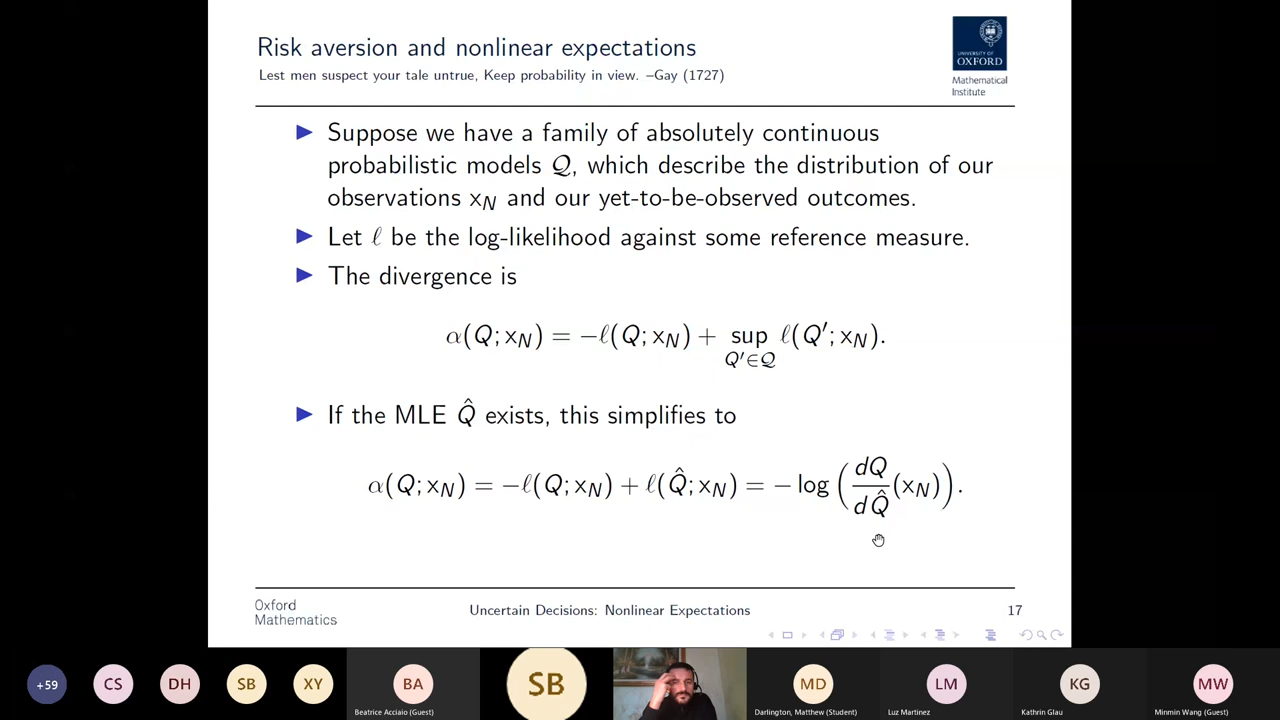 Risk aversion and nonlinear expectations
Lest men suspect your tale untrue, Keep probability in view. –Gay (1727)
UNIVERSITY OF
OXFORD
Mathematical
Institute
▶ Suppose we have a family of absolutely continuous
probabilistic models 𝒬, which describe the distribution of our
observations x_N and our yet-to-be-observed outcomes.
▶ Let ℓ be the log-likelihood against some reference measure.
▶ The divergence is
α(Q; x_N) = −ℓ(Q; x_N) + sup_{Q′∈𝒬} ℓ(Q′; x_N).
▶ If the MLE Q̂ exists, this simplifies to
α(Q; x_N) = −ℓ(Q; x_N) + ℓ(Q̂; x_N) = − log(dQ/dQ̂ (x_N)).
Oxford
Mathematics
Uncertain Decisions: Nonlinear Expectations
17
+59
CS
DH
SB
XY
BA
Beatrice Acciaio (Guest)
SB
MD
Darlington, Matthew (Student)
LM
Luz Martinez
KG
Kathrin Glau
MW
Minmin Wang (Guest)